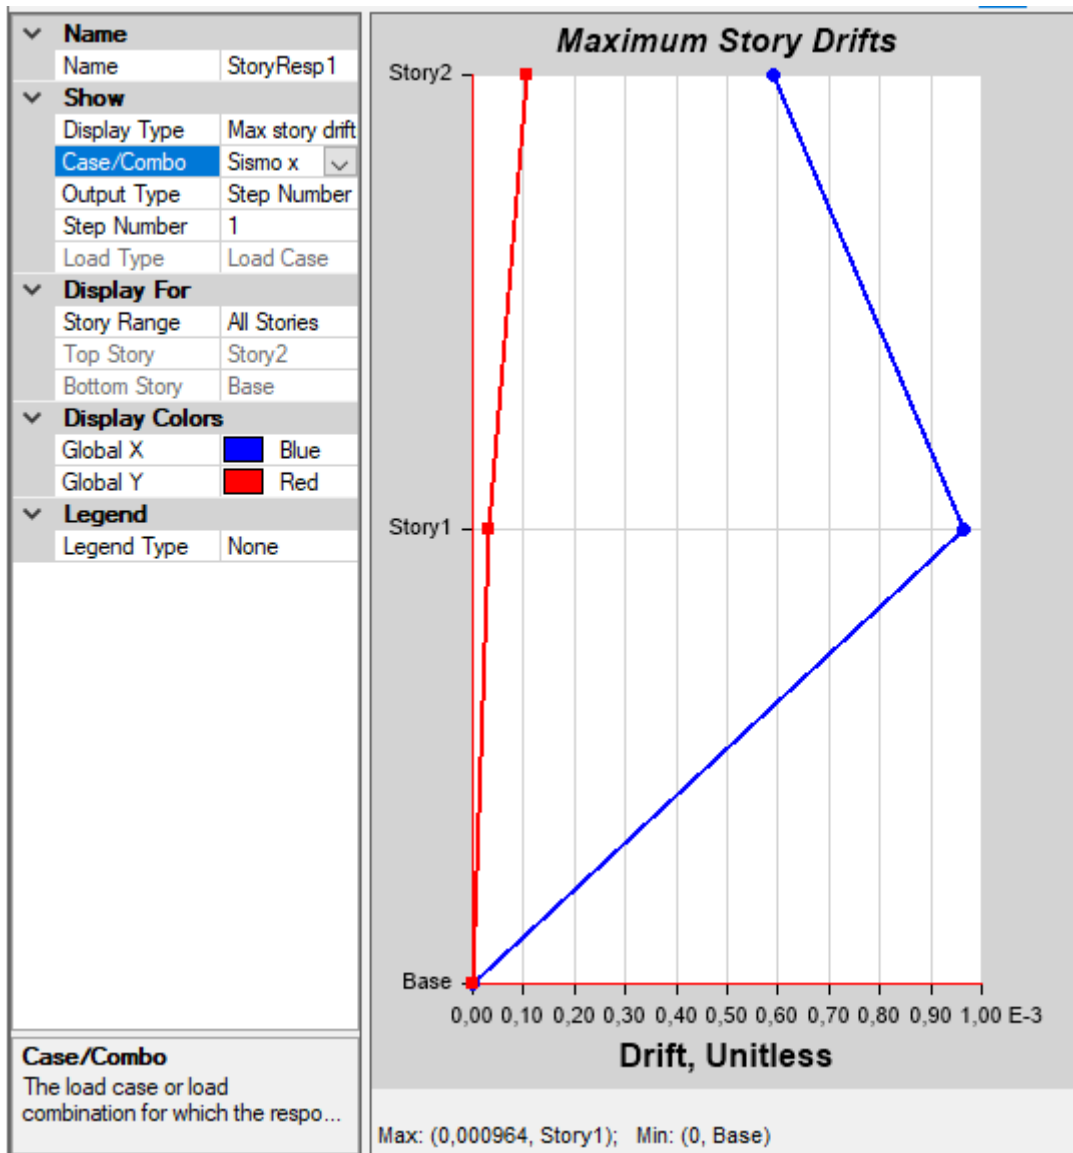 Name
Name StoryResp1
Show
Display Type Max story drift
Case/Combo Sismo x
Output Type Step Number
Step Number 1
Load Type Load Case
Display For
Story Range All Stories
Top Story Story2
Bottom Story Base
Display Colors
Global X Blue
Global Y Red
Legend
Legend Type None
Case/Combo
The load case or load
combination for which the respo...
Maximum Story Drifts
Story2
Story1
Base
0,00 0,10 0,20 0,30 0,40 0,50 0,60 0,70 0,80 0,90 1,00 E-3
Drift, Unitless
Max: (0,000964, Story1); Min: (0, Base)